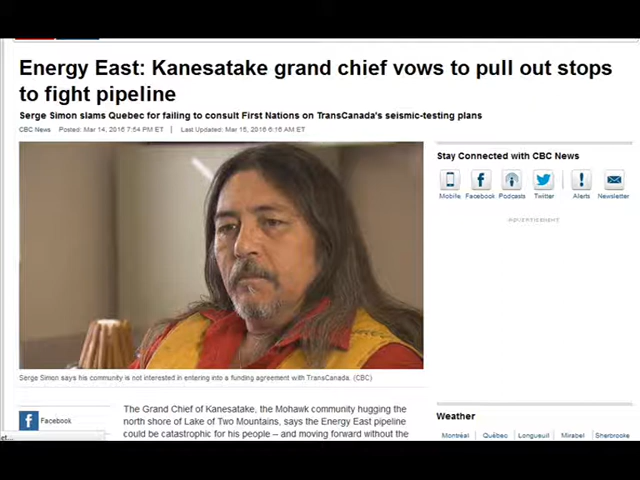 Energy East: Kanesatake grand chief vows to pull out stops
to fight pipeline
Serge Simon slams Quebec for failing to consult First Nations on TransCanada's seismic-testing plans
CBC News Posted: Mar 14, 2016 7:54 PM ET | Last Updated: Mar 15, 2016 6:16 AM ET
Stay Connected with CBC News
Mobile Facebook Podcasts Twitter Alerts Newsletter
ADVERTISEMENT
Serge Simon says his community is not interested in entering into a funding agreement with TransCanada. (CBC)
Facebook
The Grand Chief of Kanesatake, the Mohawk community hugging the
north shore of Lake of Two Mountains, says the Energy East pipeline
could be catastrophic for his people – and moving forward without the
Weather
Montréal Québec Longueuil Mirabel Sherbrooke